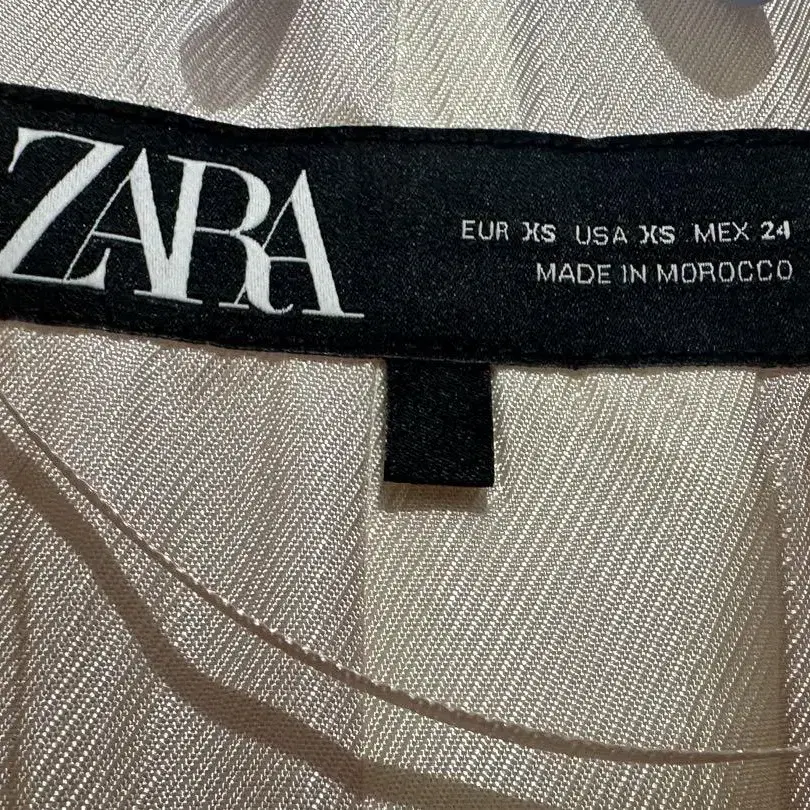 ZARA
EUR XS USA XS MEX 24
MADE IN MOROCCO